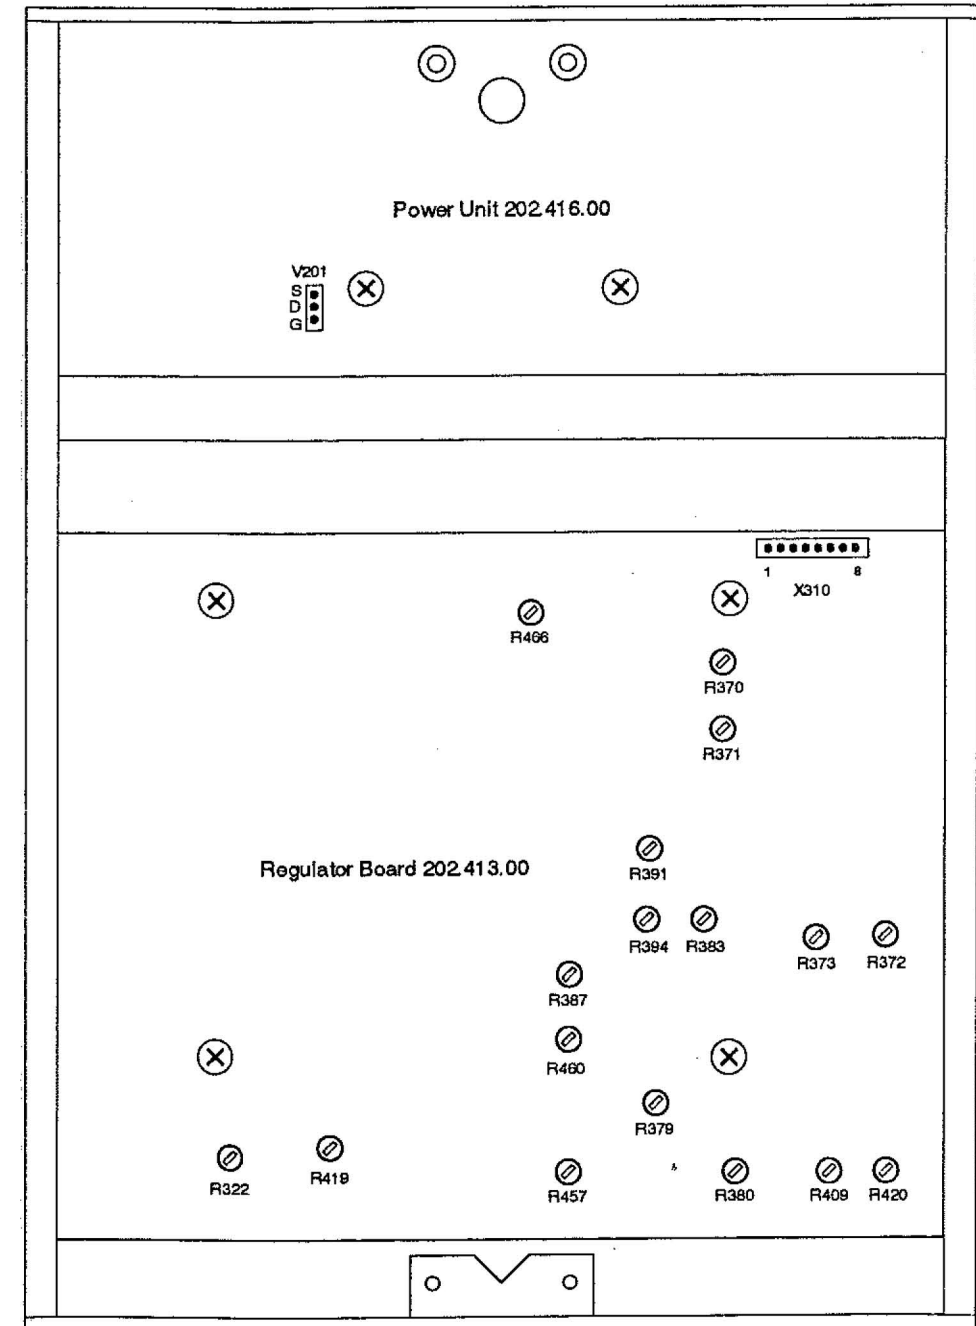 Power Unit 202.416.00
V201
S
D
G
1 8
X310
R466
R370
R371
R391
Regulator Board 202.413.00
R394 R383
R373 R372
R387
R460
R379
R322 R419 R457 R380 R409 R420